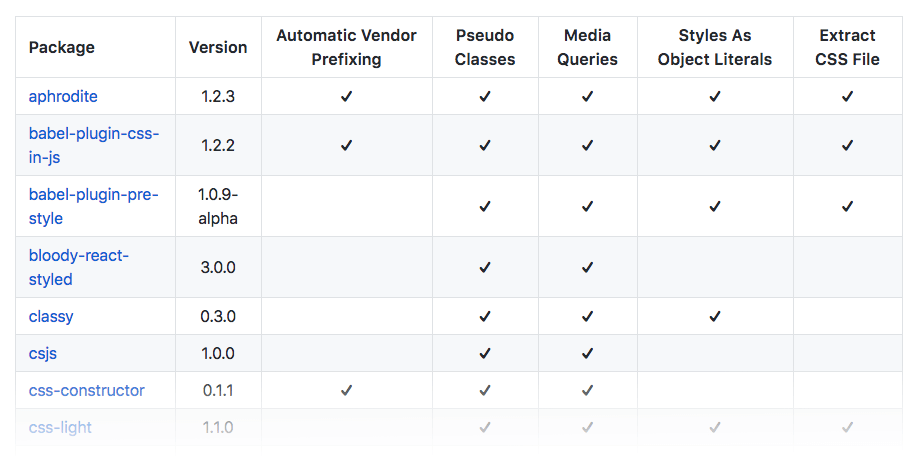 Package Version Automatic Vendor Prefixing Pseudo Classes Media Queries Styles As Object Literals Extract CSS File
aphrodite 1.2.3 ✔ ✔ ✔ ✔ ✔
babel-plugin-css-in-js 1.2.2 ✔ ✔ ✔ ✔ ✔
babel-plugin-pre-style 1.0.9-alpha ✔ ✔ ✔ ✔
bloody-react-styled 3.0.0 ✔ ✔
classy 0.3.0 ✔ ✔ ✔
csjs 1.0.0 ✔ ✔
css-constructor 0.1.1 ✔ ✔ ✔
css-light 1.1.0 ✔ ✔ ✔ ✔